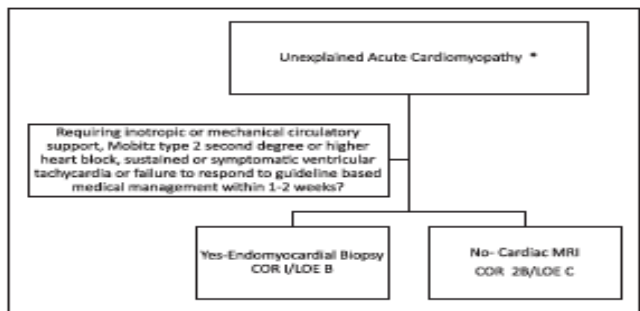 Unexplained Acute Cardiomyopathy *
Requiring inotropic or mechanical circulatory
support, Mobitz type 2 second degree or higher
heart block, sustained or symptomatic ventricular
tachycardia or failure to respond to guideline based
medical management within 1-2 weeks?
Yes-Endomyocardial Biopsy
COR I/LOE B
No- Cardiac MRI
COR 2B/LOE C